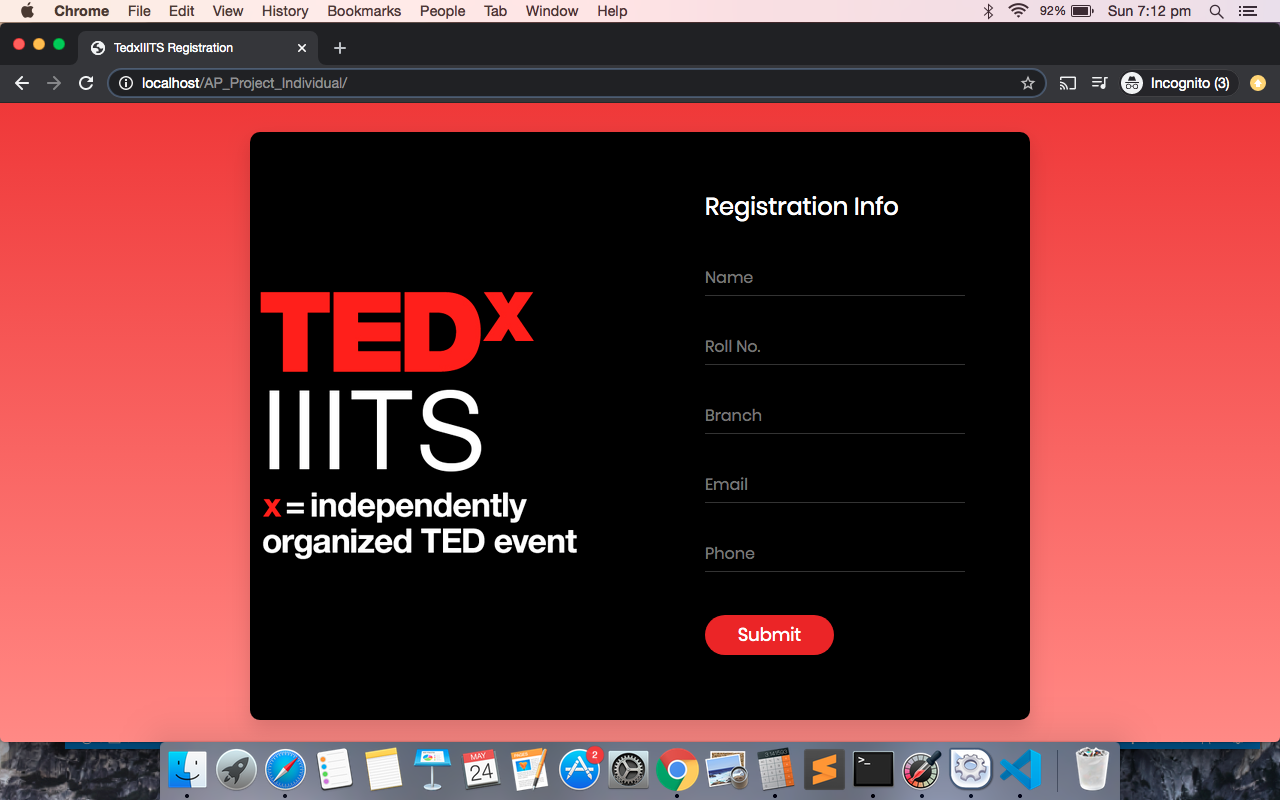 Chrome File Edit View History Bookmarks People Tab Window Help 92% Sun 7:12 pm
TedxIIITS Registration
localhost/AP_Project_Individual/ Incognito (3)
Registration Info
Name
Roll No.
Branch
Email
Phone
Submit
TEDx
IIITS
x = independently
organized TED event
2
MAY
24
>_